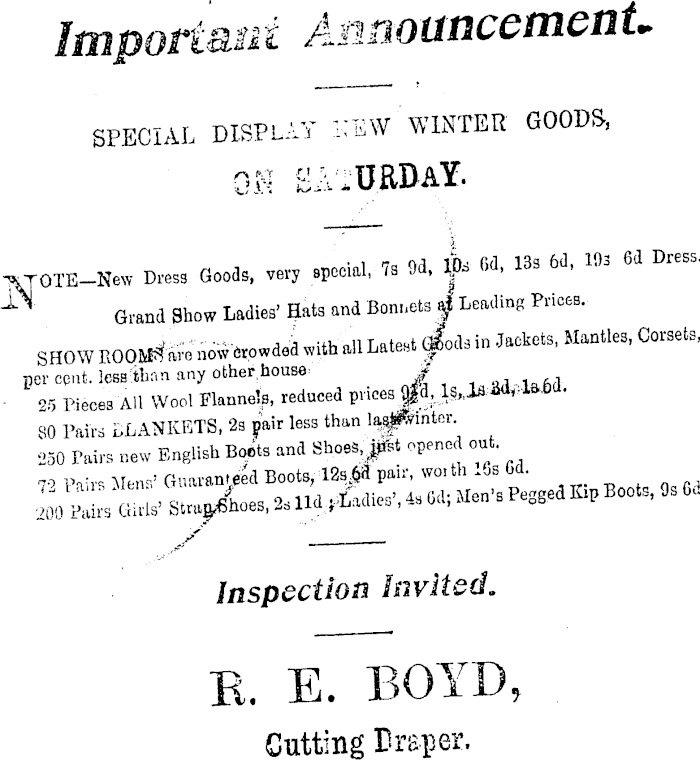 Important Announcement.
SPECIAL DISPLAY NEW WINTER GOODS,
ON SATURDAY.
NOTE—New Dress Goods, very special, 7s 9d, 10s 6d, 13s 6d, 19s 6d Dress.
Grand Show Ladies' Hats and Bonnets at Leading Prices.
SHOW ROOMS are now crowded with all Latest Goods in Jackets, Mantles, Corsets,
per cent. less than any other house
25 Pieces All Wool Flannels, reduced prices 9½d, 1s, 1s 3d, 1s 6d.
80 Pairs BLANKETS, 2s pair less than last winter.
250 Pairs new English Boots and Shoes, just opened out.
72 Pairs Mens' Guaranteed Boots, 12s 6d pair, worth 16s 6d.
200 Pairs Girls' Strap Shoes, 2s 11d ; Ladies', 4s 6d; Men's Pegged Kip Boots, 9s 6d
Inspection Invited.
R. E. BOYD,
Cutting Draper.